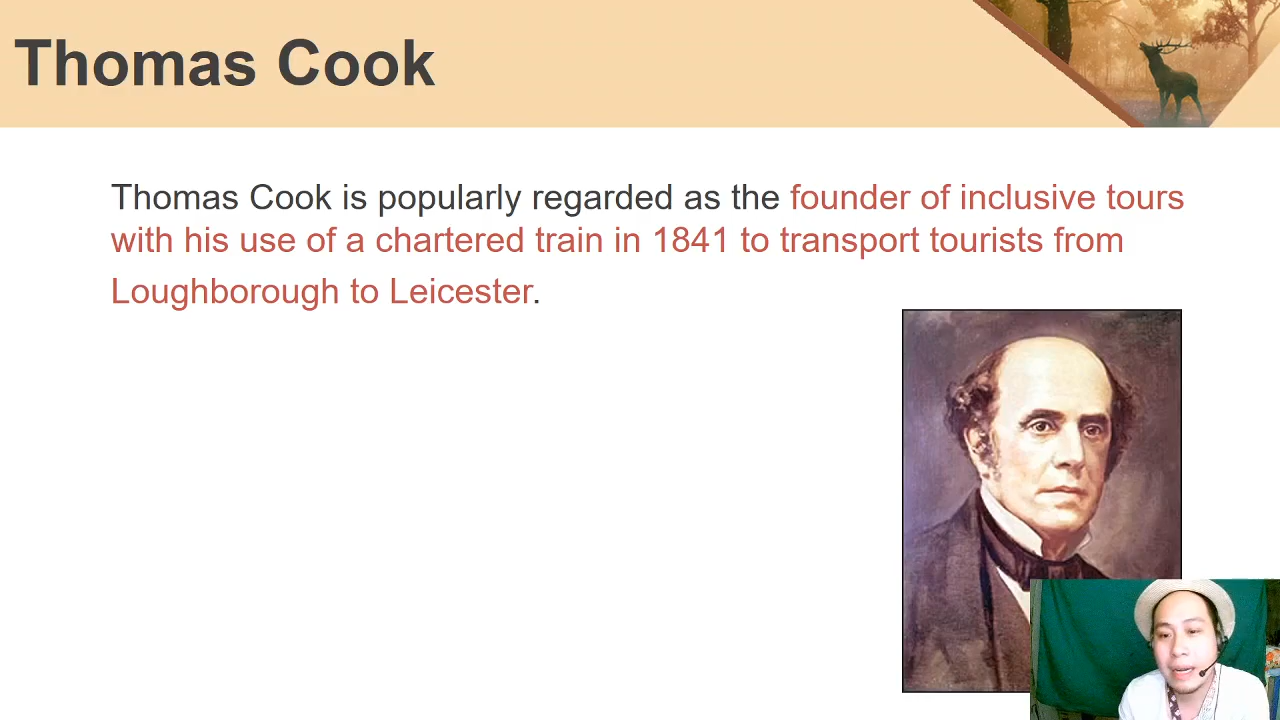 Thomas Cook
Thomas Cook is popularly regarded as the founder of inclusive tours
with his use of a chartered train in 1841 to transport tourists from
Loughborough to Leicester.